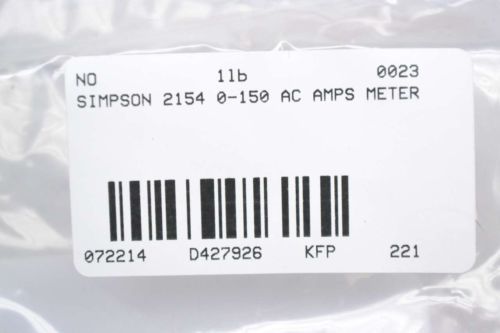 NO 1lb 0023
SIMPSON 2154 0-150 AC AMPS METER
072214 D427926 KFP 221